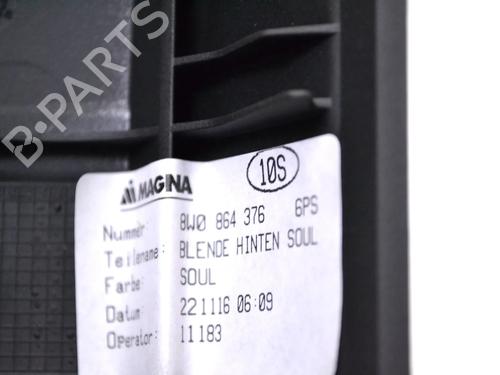 B-PARTS
10S
MAGNA
Nummer: 8W0 864 376 6PS
Teilename: BLENDE HINTEN SOUL
Farbe: SOUL
Datum: 221116 06:09
Operator: 11183